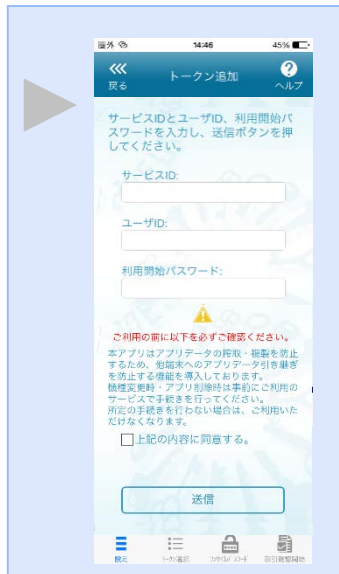 圏外
14:46
45%
戻る
トークン追加
ヘルプ
サービスIDとユーザID、利用開始パ
スワードを入力し、送信ボタンを押
してください。
サービスID:
ユーザID:
利用開始パスワード:
ご利用の前に以下を必ずご確認ください。
本アプリはアプリデータの搾取・複製を防止
するため、他端末へのアプリデータ引き継ぎ
を防止する機能を導入しております。
機種変更時・アプリ削除時は事前にご利用の
サービスで手続きを行ってください。
所定の手続きを行わない場合は、ご利用いた
だけなくなります。
上記の内容に同意する。
送信
設定
トークン選択
ワンタイムパスワード
取引確認開始